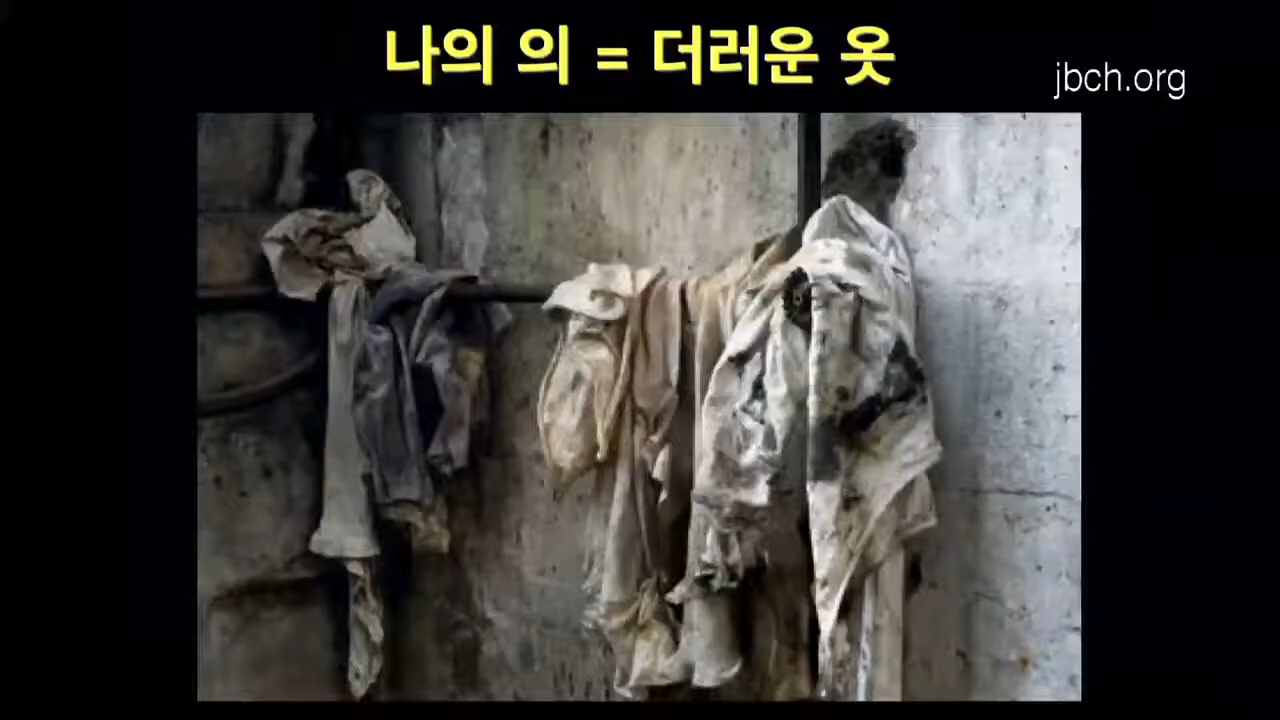 나의 의 = 더러운 옷
jbch.org